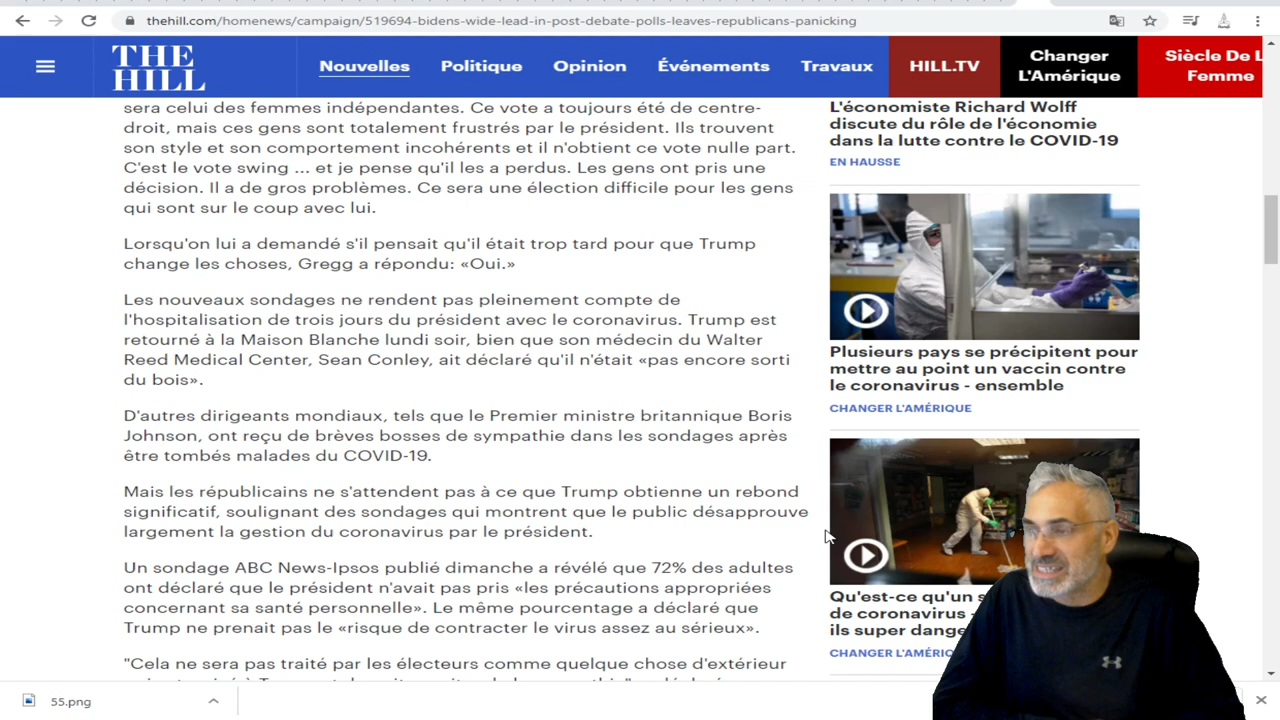 thehill.com/homenews/campaign/519694-bidens-wide-lead-in-post-debate-polls-leaves-republicans-panicking
THE
HILL
Nouvelles
Politique
Opinion
Événements
Travaux
HILL.TV
Changer
L'Amérique
Siècle De L
Femme
sera celui des femmes indépendantes. Ce vote a toujours été de centre-
droit, mais ces gens sont totalement frustrés par le président. Ils trouvent
son style et son comportement incohérents et il n'obtient ce vote nulle part.
C'est le vote swing ... et je pense qu'il les a perdus. Les gens ont pris une
décision. Il a de gros problèmes. Ce sera une élection difficile pour les gens
qui sont sur le coup avec lui.
Lorsqu'on lui a demandé s'il pensait qu'il était trop tard pour que Trump
change les choses, Gregg a répondu: «Oui.»
Les nouveaux sondages ne rendent pas pleinement compte de
l'hospitalisation de trois jours du président avec le coronavirus. Trump est
retourné à la Maison Blanche lundi soir, bien que son médecin du Walter
Reed Medical Center, Sean Conley, ait déclaré qu'il n'était «pas encore sorti
du bois».
D'autres dirigeants mondiaux, tels que le Premier ministre britannique Boris
Johnson, ont reçu de brèves bosses de sympathie dans les sondages après
être tombés malades du COVID-19.
Mais les républicains ne s'attendent pas à ce que Trump obtienne un rebond
significatif, soulignant des sondages qui montrent que le public désapprouve
largement la gestion du coronavirus par le président.
Un sondage ABC News-Ipsos publié dimanche a révélé que 72% des adultes
ont déclaré que le président n'avait pas pris «les précautions appropriées
concernant sa santé personnelle». Le même pourcentage a déclaré que
Trump ne prenait pas le «risque de contracter le virus assez au sérieux».
"Cela ne sera pas traité par les électeurs comme quelque chose d'extérieur
L'économiste Richard Wolff
discute du rôle de l'économie
dans la lutte contre le COVID-19
EN HAUSSE
Plusieurs pays se précipitent pour
mettre au point un vaccin contre
le coronavirus - ensemble
CHANGER L'AMÉRIQUE
Qu'est-ce qu'un s
de coronavirus -
ils super dange
CHANGER L'AMÉRIQ
55.png